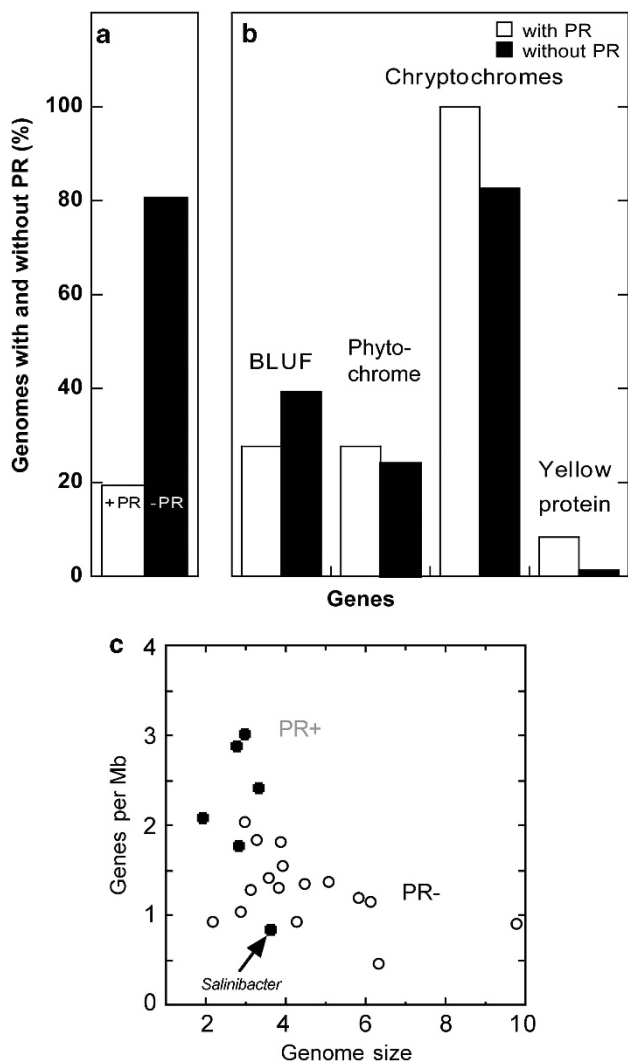 a
b
with PR
without PR
Chryptochromes
Genomes with and without PR (%)
100
80
60
40
20
0
BLUF
Phyto-
chrome
Yellow
protein
+PR
-PR
Genes
c
4
3
2
1
0
Genes per Mb
PR+
PR-
Salinibacter
2
4
6
8
10
Genome size